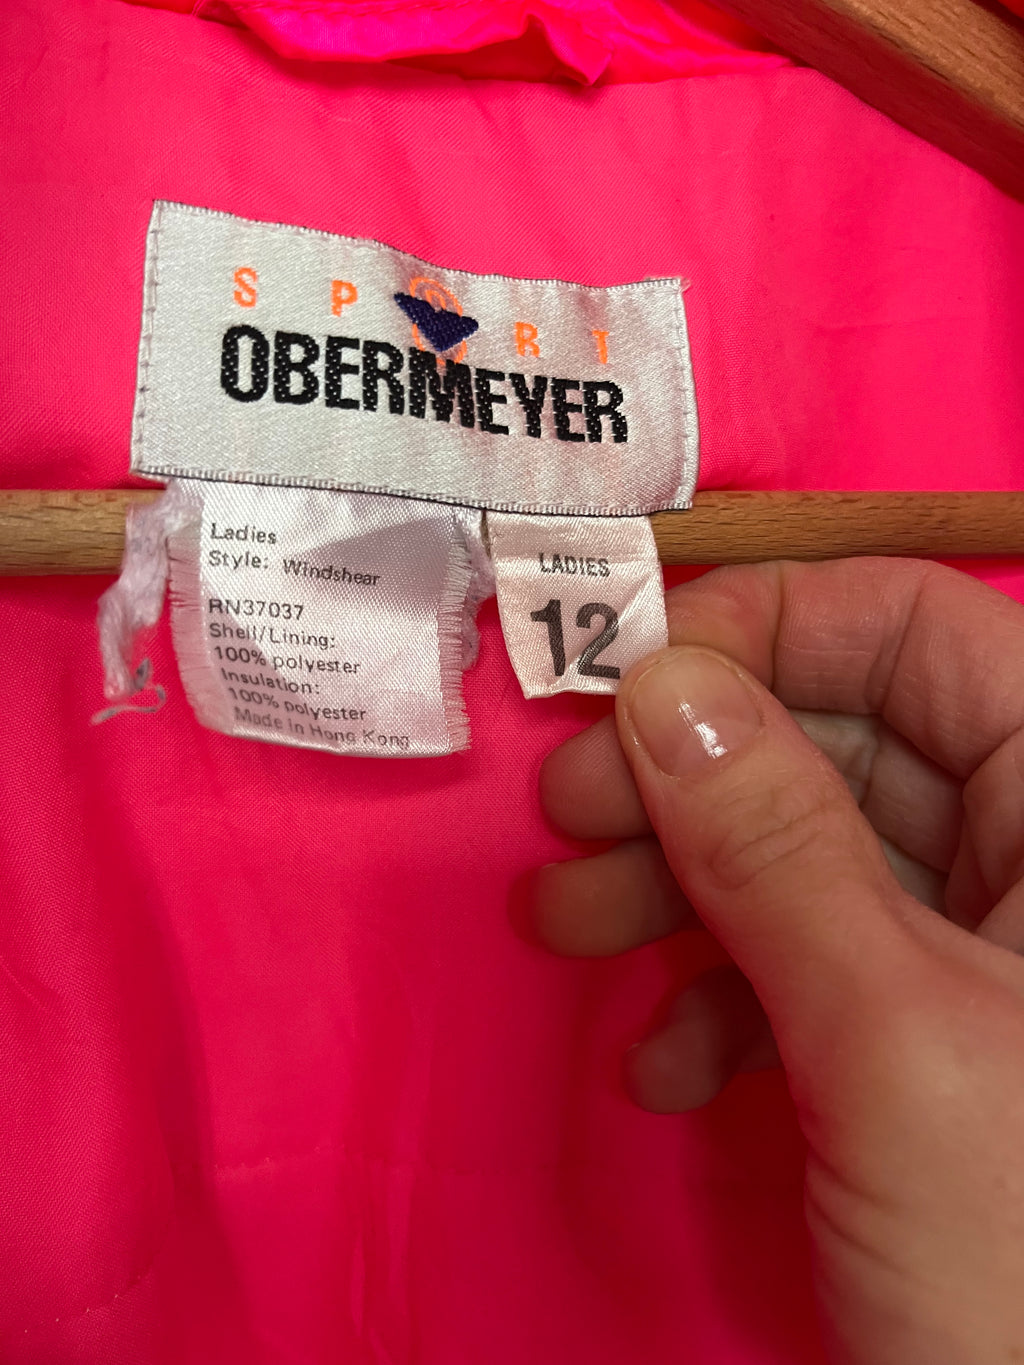 SPORT
OBERMEYER
Ladies
Style: Windshear
RN37037
Shell/Lining:
100% polyester
Insulation:
100% polyester
Made in Hong Kong
LADIES
12